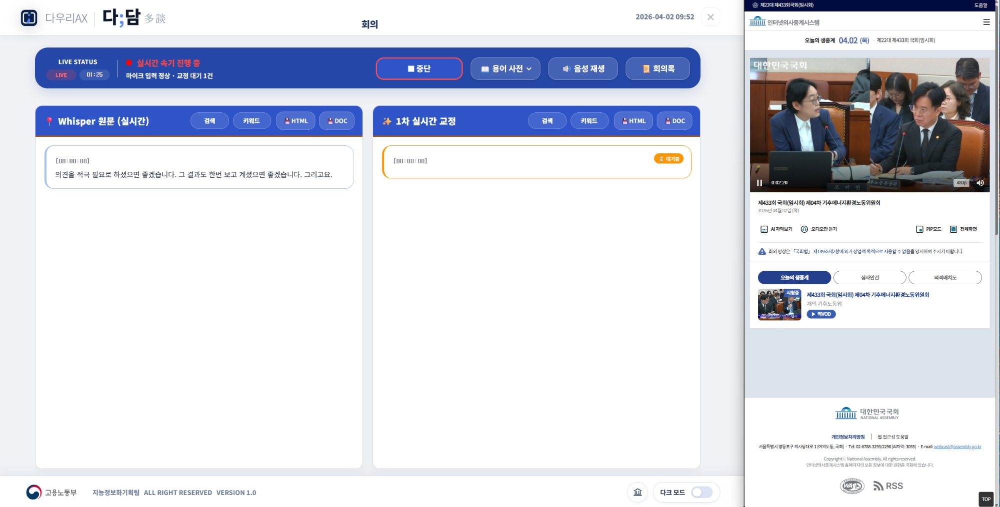 다우리AX
다;담 多談
회의
2026-04-02 09:52
LIVE STATUS
LIVE
01:25
실시간 속기 진행 중
마이크 입력 정상 · 교정 대기 1건
중단
용어 사전
음성 재생
회의록
Whisper 원문 (실시간)
검색
키워드
HTML
DOC
[00:00:00]
의견을 적극 필요로 하셨으면 좋겠습니다. 그 결과도 한번 보고 계셨으면 좋겠습니다. 그리고요.
1차 실시간 교정
검색
키워드
HTML
DOC
[00:00:00]
대기중
고용노동부
지능정보화기획팀 ALL RIGHT RESERVED VERSION 1.0
다크 모드
제22대 제433회국회(임시회)
도움말
인터넷의사중계시스템
오늘의 생중계 04.02 (목) · 제22대 제433회 국회(임시회)
대한민국국회
조지연
0:02:20
480p
제433회 국회(임시회) 제04차 기후에너지환경노동위원회
2026년 04월 02일 (목)
AI 자막보기
오디오만 듣기
PIP모드
전체화면
회의 영상은 「국회법」 제149조제2항에 의거 상업적 목적으로 사용할 수 없음을 양지하여 주시기 바랍니다.
오늘의 생중계
심사안건
의석배치도
시청중
제433회 국회(임시회) 제04차 기후에너지환경노동위원회
개의 기후노동위
퀵VOD
대한민국국회
NATIONAL ASSEMBLY
개인정보처리방침
웹 접근성 도움말
서울특별시 영등포구 의사당대로 1 (여의도동, 국회) · Tel: 02-6788-3293/2298 (AI자막: 3055) · E-mail: webcast@assembly.go.kr
Copyrightⓒ National Assembly. All rights reserved.
인터넷의사중계시스템 홈페이지의 모든 정보에 대한 권한은 국회에 있습니다.
WA
RSS
TOP